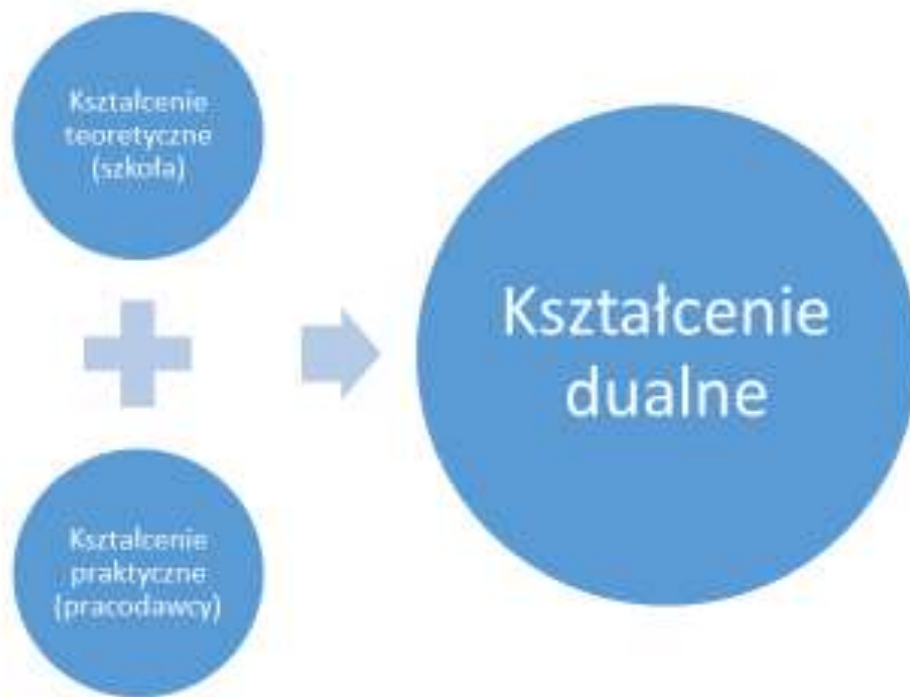 Kształcenie
teoretyczne
(szkoła)
Kształcenie
praktyczne
(pracodawcy)
Kształcenie
dualne